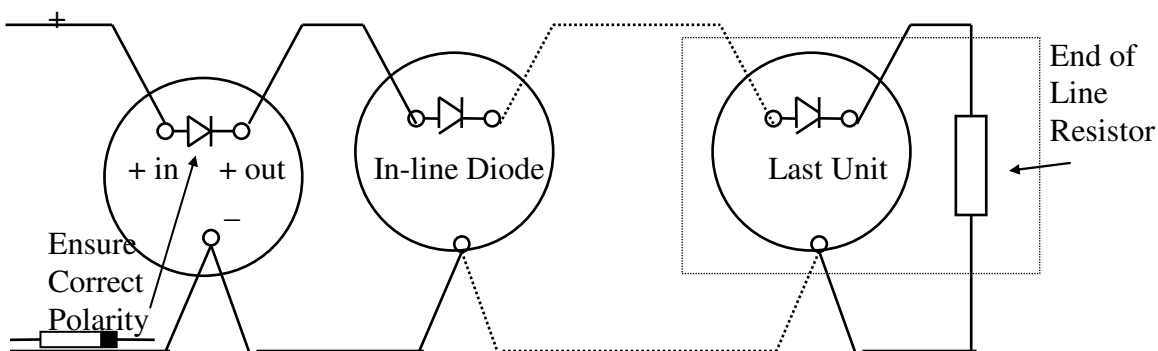 +
End of
Line
Resistor
+ in + out
In-line Diode
Last Unit
–
Ensure
Correct
Polarity